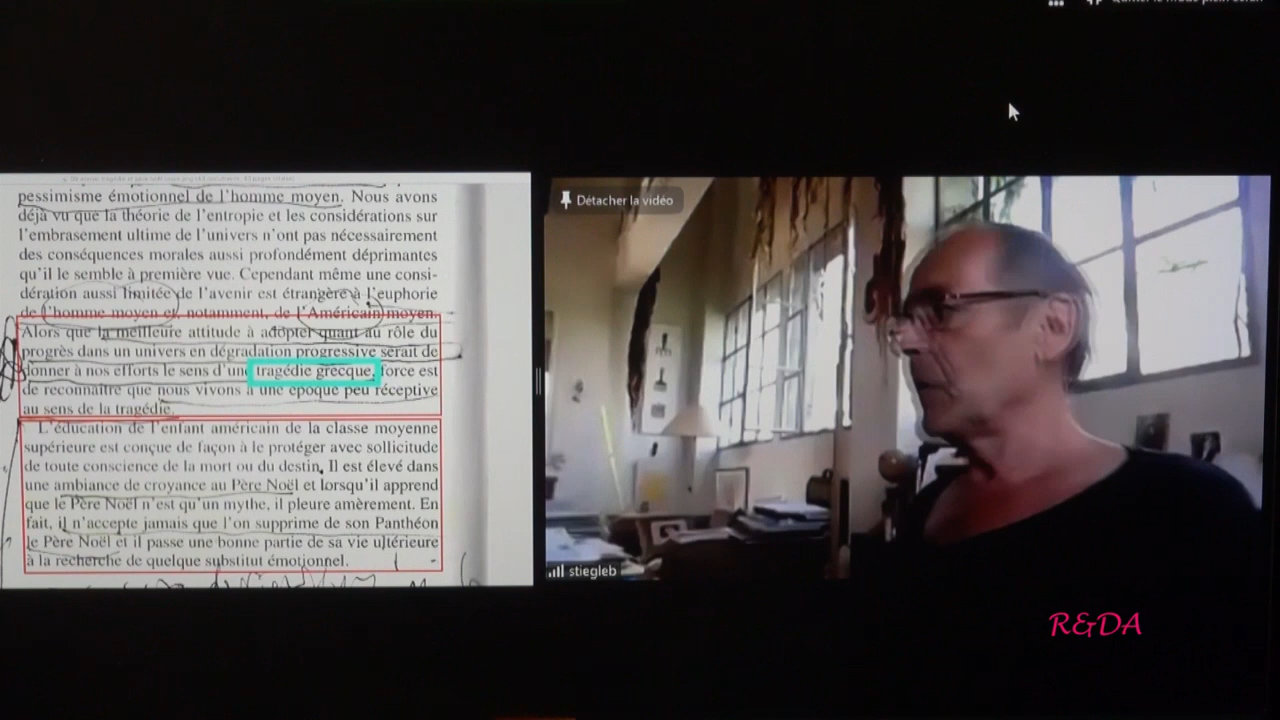 Quitter le mode plein écran
pessimisme émotionnel de l'homme moyen. Nous avons
déjà vu que la théorie de l'entropie et les considérations sur
l'embrasement ultime de l'univers n'ont pas nécessairement
des conséquences morales aussi profondément déprimantes
qu'il le semble à première vue. Cependant même une consi-
dération aussi limitée de l'avenir est étrangère à l'euphorie
de l'homme moyen et, notamment, de l'Américain moyen.
Alors que la meilleure attitude à adopter quant au rôle du
progrès dans un univers en dégradation progressive serait de
donner à nos efforts le sens d'une tragédie grecque, force est
de reconnaître que nous vivons à une époque peu réceptive
au sens de la tragédie.
L'éducation de l'enfant américain de la classe moyenne
supérieure est conçue de façon à le protéger avec sollicitude
de toute conscience de la mort ou du destin. Il est élevé dans
une ambiance de croyance au Père Noël et lorsqu'il apprend
que le Père Noël n'est qu'un mythe, il pleure amèrement. En
fait, il n'accepte jamais que l'on supprime de son Panthéon
le Père Noël et il passe une bonne partie de sa vie ultérieure
à la recherche de quelque substitut émotionnel.
Détacher la vidéo
stiegleb
R&DA